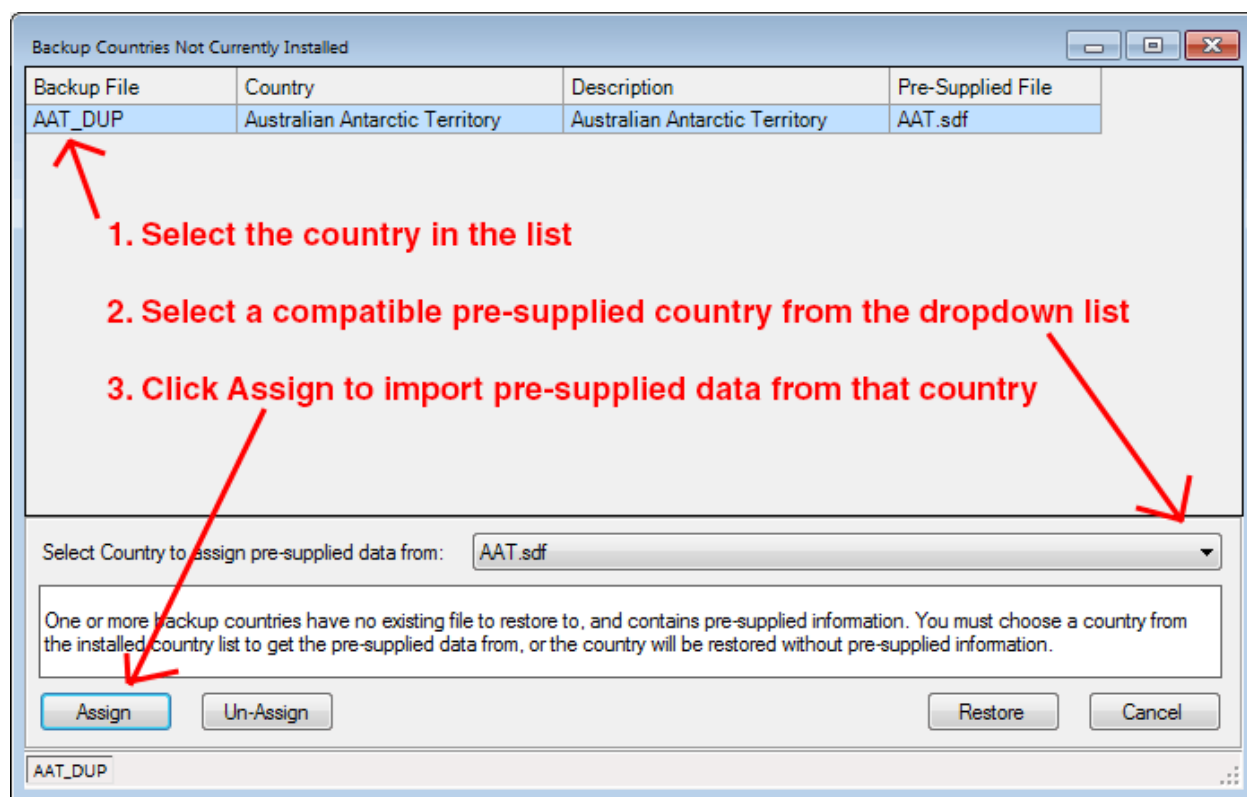 Backup Countries Not Currently Installed
Backup File Country Description Pre-Supplied File
AAT_DUP Australian Antarctic Territory Australian Antarctic Territory AAT.sdf
1. Select the country in the list
2. Select a compatible pre-supplied country from the dropdown list
3. Click Assign to import pre-supplied data from that country
Select Country to assign pre-supplied data from: AAT.sdf
One or more backup countries have no existing file to restore to, and contains pre-supplied information. You must choose a country from
the installed country list to get the pre-supplied data from, or the country will be restored without pre-supplied information.
Assign Un-Assign Restore Cancel
AAT_DUP